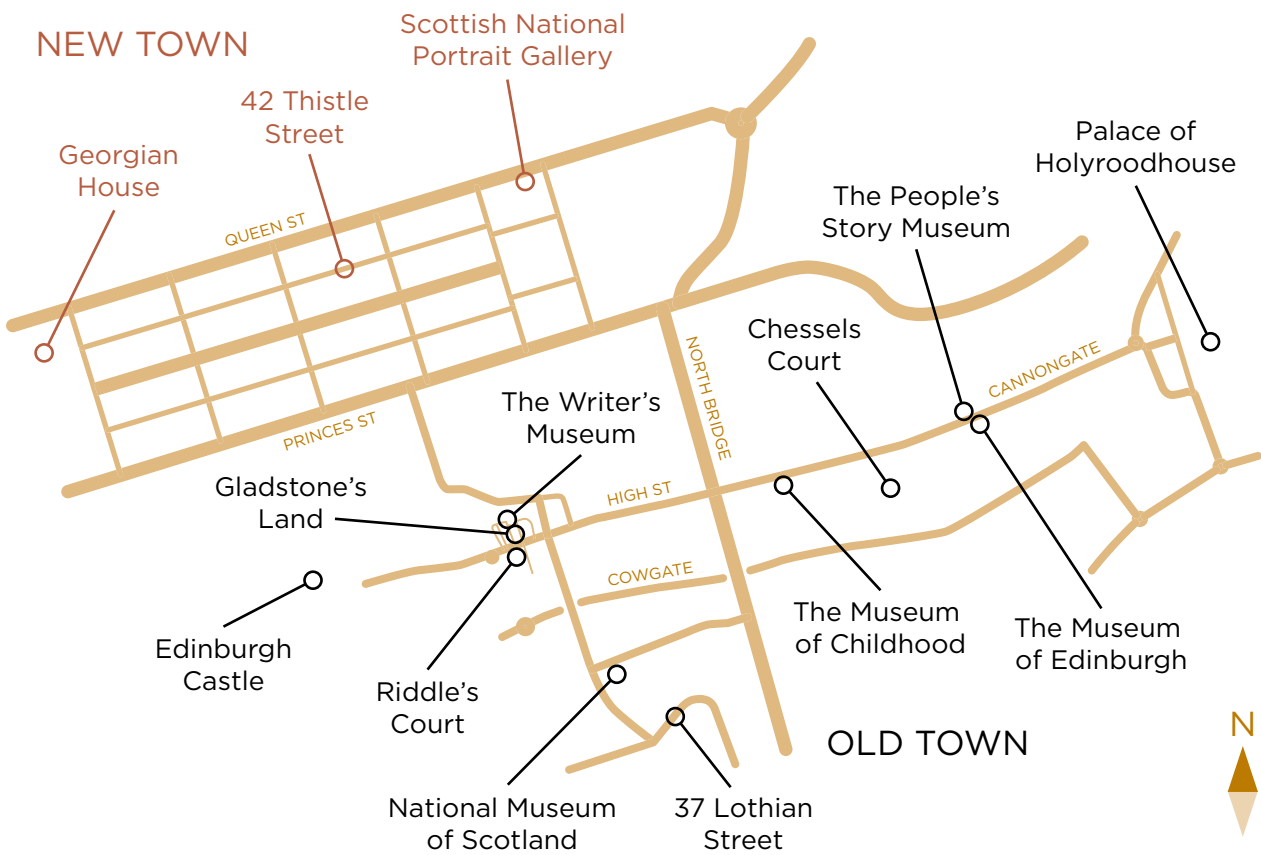 NEW TOWN
Scottish National
Portrait Gallery
42 Thistle
Street
Georgian
House
Palace of
Holyroodhouse
The People's
Story Museum
QUEEN ST
Chessels
Court
NORTH BRIDGE
CANNONGATE
The Writer's
Museum
PRINCES ST
Gladstone's
Land
HIGH ST
COWGATE
Edinburgh
Castle
Riddle's
Court
The Museum
of Childhood
The Museum
of Edinburgh
OLD TOWN
N
National Museum
of Scotland
37 Lothian
Street